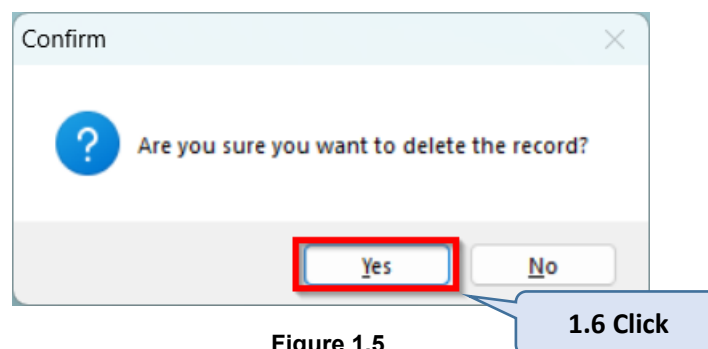 Confirm
Are you sure you want to delete the record?
Yes
No
1.6 Click
Figure 1.5